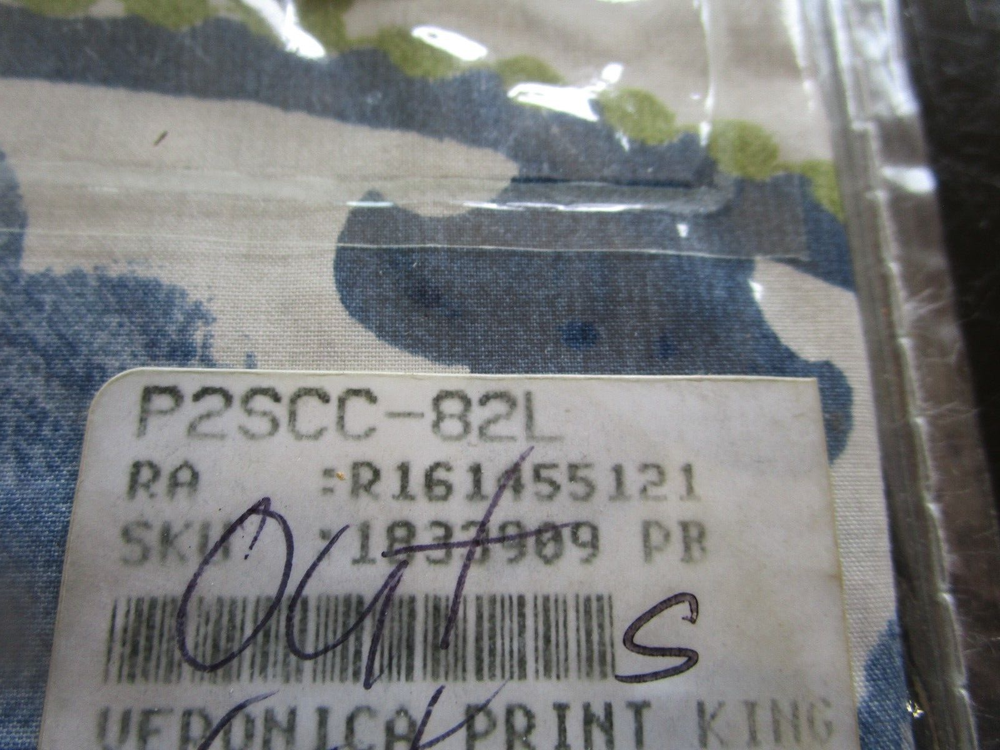 P2SCC-82L
RA :R161455121
SKU :1833909 PB
Out
S
VERONICA PRINT KING